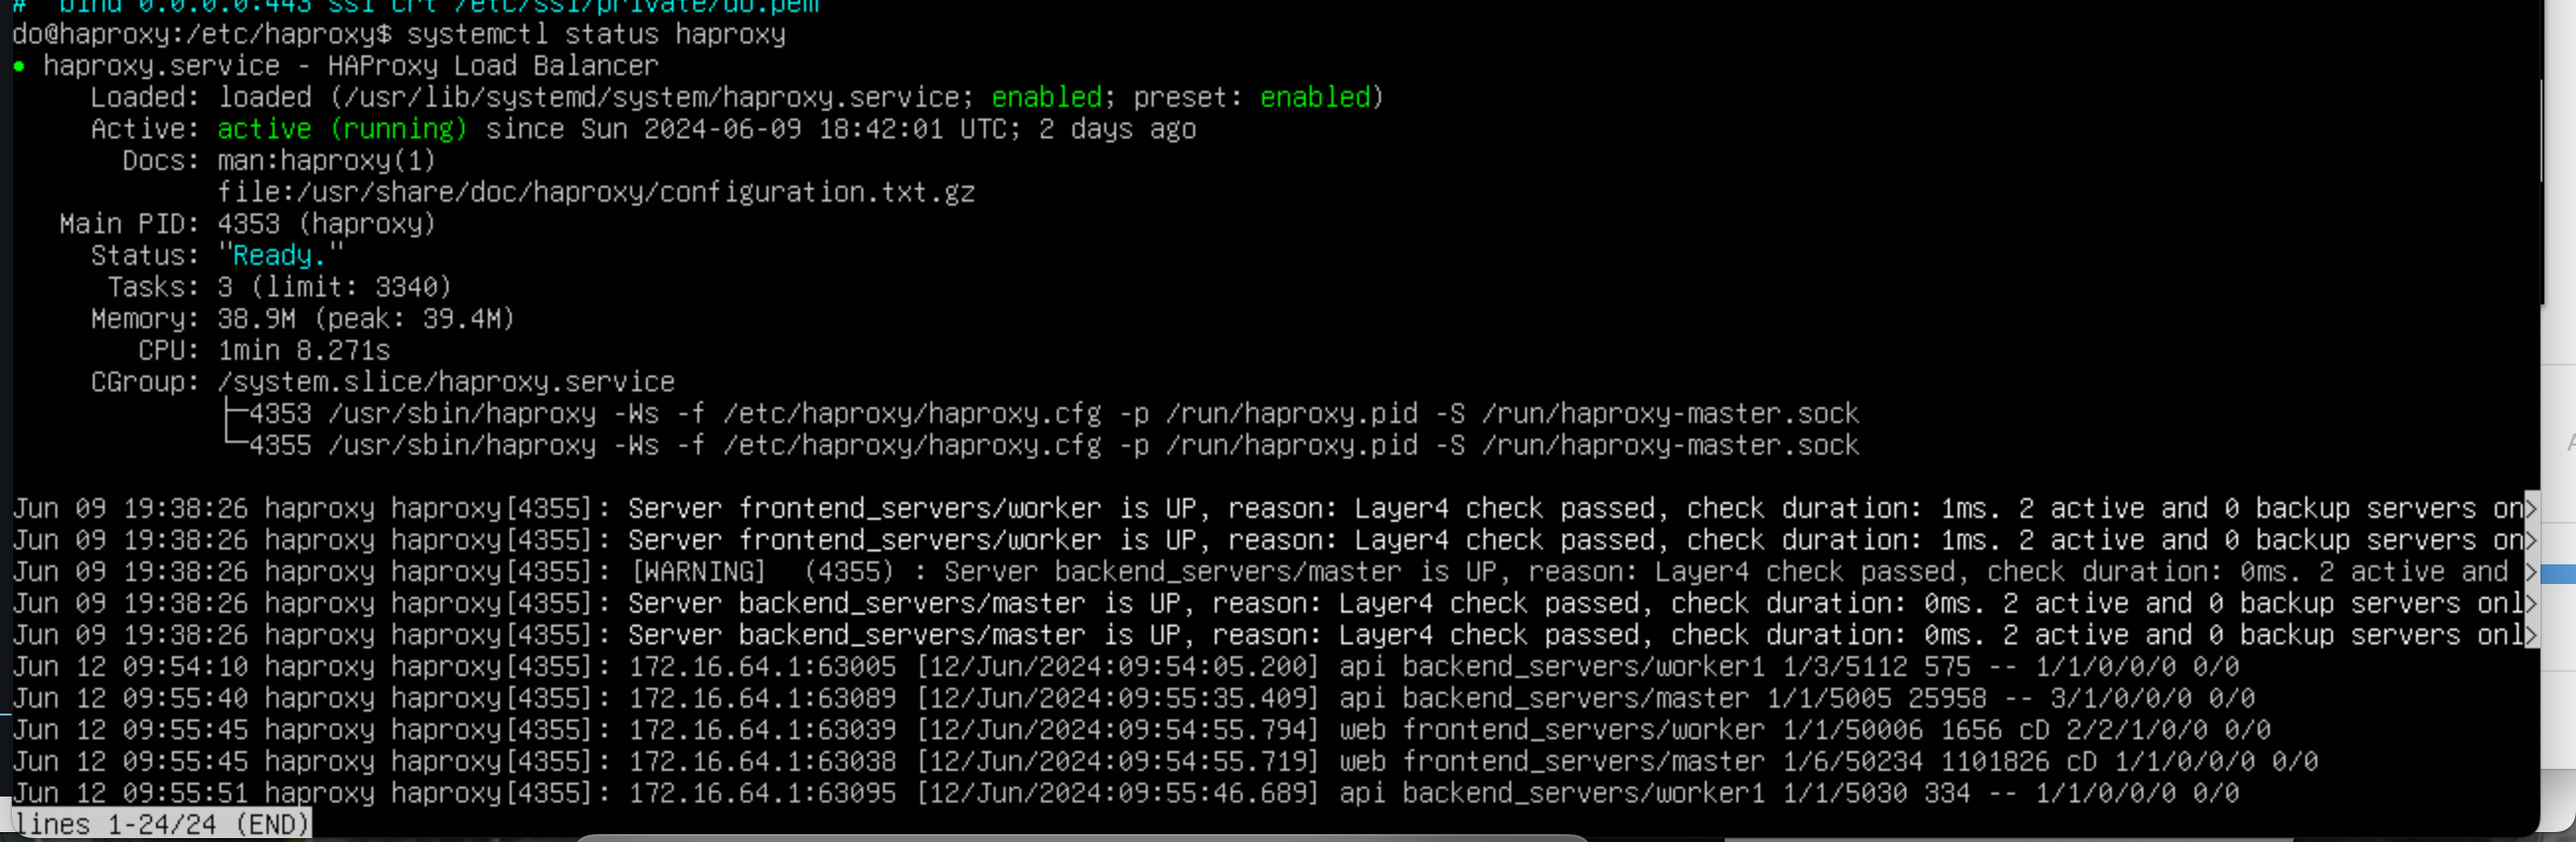 #  bind 0.0.0.0:443 ssl crt /etc/ssl/private/do.pem
do@haproxy:/etc/haproxy$ systemctl status haproxy
● haproxy.service - HAProxy Load Balancer
Loaded: loaded (/usr/lib/systemd/system/haproxy.service; enabled; preset: enabled)
Active: active (running) since Sun 2024-06-09 18:42:01 UTC; 2 days ago
Docs: man:haproxy(1)
file:/usr/share/doc/haproxy/configuration.txt.gz
Main PID: 4353 (haproxy)
Status: "Ready."
Tasks: 3 (limit: 3340)
Memory: 38.9M (peak: 39.4M)
CPU: 1min 8.271s
CGroup: /system.slice/haproxy.service
├─4353 /usr/sbin/haproxy -Ws -f /etc/haproxy/haproxy.cfg -p /run/haproxy.pid -S /run/haproxy-master.sock
└─4355 /usr/sbin/haproxy -Ws -f /etc/haproxy/haproxy.cfg -p /run/haproxy.pid -S /run/haproxy-master.sock
Jun 09 19:38:26 haproxy haproxy[4355]: Server frontend_servers/worker is UP, reason: Layer4 check passed, check duration: 1ms. 2 active and 0 backup servers on>
Jun 09 19:38:26 haproxy haproxy[4355]: Server frontend_servers/worker is UP, reason: Layer4 check passed, check duration: 1ms. 2 active and 0 backup servers on>
Jun 09 19:38:26 haproxy haproxy[4355]: [WARNING]  (4355) : Server backend_servers/master is UP, reason: Layer4 check passed, check duration: 0ms. 2 active and >
Jun 09 19:38:26 haproxy haproxy[4355]: Server backend_servers/master is UP, reason: Layer4 check passed, check duration: 0ms. 2 active and 0 backup servers onl>
Jun 09 19:38:26 haproxy haproxy[4355]: Server backend_servers/master is UP, reason: Layer4 check passed, check duration: 0ms. 2 active and 0 backup servers onl>
Jun 12 09:54:10 haproxy haproxy[4355]: 172.16.64.1:63005 [12/Jun/2024:09:54:05.200] api backend_servers/worker1 1/3/5112 575 -- 1/1/0/0/0 0/0
Jun 12 09:55:40 haproxy haproxy[4355]: 172.16.64.1:63089 [12/Jun/2024:09:55:35.409] api backend_servers/master 1/1/5005 25958 -- 3/1/0/0/0 0/0
Jun 12 09:55:45 haproxy haproxy[4355]: 172.16.64.1:63039 [12/Jun/2024:09:54:55.794] web frontend_servers/worker 1/1/50006 1656 cD 2/2/1/0/0 0/0
Jun 12 09:55:45 haproxy haproxy[4355]: 172.16.64.1:63038 [12/Jun/2024:09:54:55.719] web frontend_servers/master 1/6/50234 1101826 cD 1/1/0/0/0 0/0
Jun 12 09:55:51 haproxy haproxy[4355]: 172.16.64.1:63095 [12/Jun/2024:09:55:46.689] api backend_servers/worker1 1/1/5030 334 -- 1/1/0/0/0 0/0
lines 1-24/24 (END)